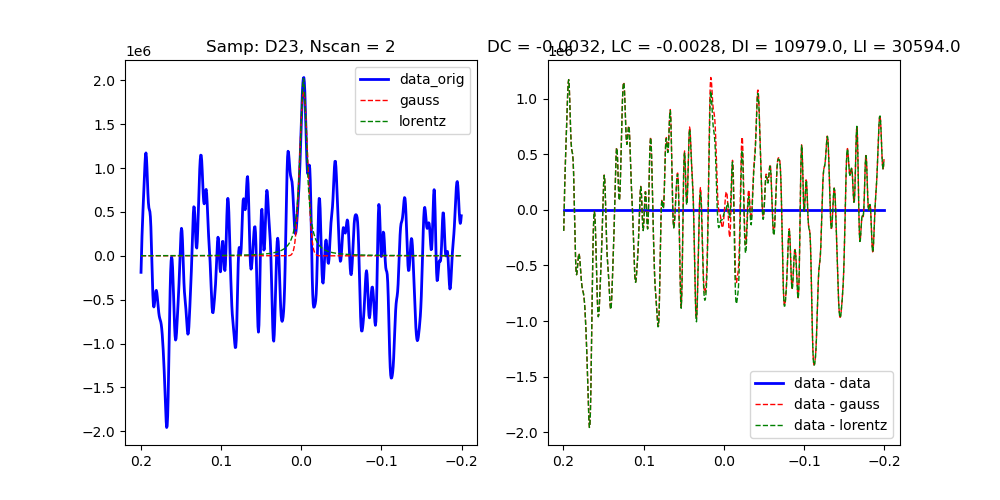 Samp: D23, Nscan = 2
DC = -0.0032, LC = -0.0028, DI = 10979.0, LI = 30594.0
1e6
1e6
data_orig
gauss
lorentz
2.0
1.5
1.0
0.5
0.0
−0.5
−1.0
−1.5
−2.0
0.2
0.1
0.0
−0.1
−0.2
1.0
0.5
0.0
−0.5
−1.0
−1.5
−2.0
data - data
data - gauss
data - lorentz
0.2
0.1
0.0
−0.1
−0.2